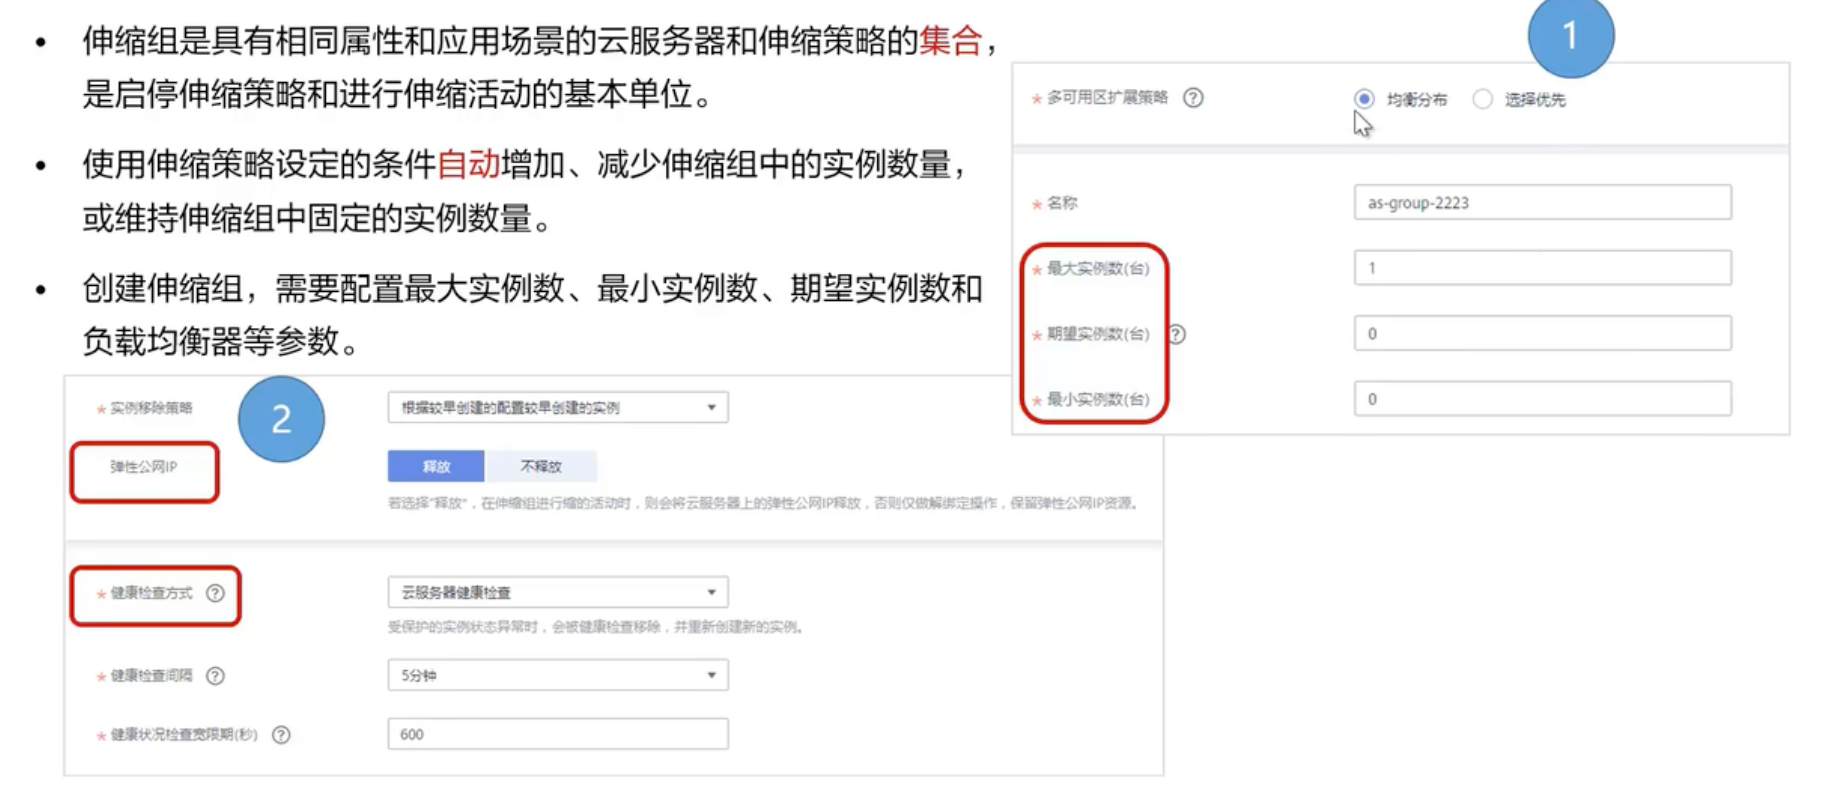 • 伸缩组是具有相同属性和应用场景的云服务器和伸缩策略的集合，
是启停伸缩策略和进行伸缩活动的基本单位。
• 使用伸缩策略设定的条件自动增加、减少伸缩组中的实例数量，
或维持伸缩组中固定的实例数量。
• 创建伸缩组，需要配置最大实例数、最小实例数、期望实例数和
负载均衡器等参数。
1
* 多可用区扩展策略 ? 均衡分布 选择优先
* 名称 as-group-2223
* 最大实例数(台) 1
* 期望实例数(台) ? 0
* 最小实例数(台) 0
2
* 实例移除策略 根据较早创建的配置较早创建的实例
弹性公网IP 释放 不释放
若选择"释放"，在伸缩组进行缩的活动时，则会将云服务器上的弹性公网IP释放，否则仅做解绑定操作，保留弹性公网IP资源。
* 健康检查方式 ? 云服务器健康检查
受保护的实例状态异常时，会被健康检查移除，并重新创建新的实例。
* 健康检查间隔 ? 5分钟
* 健康状况检查宽限期(秒) ? 600